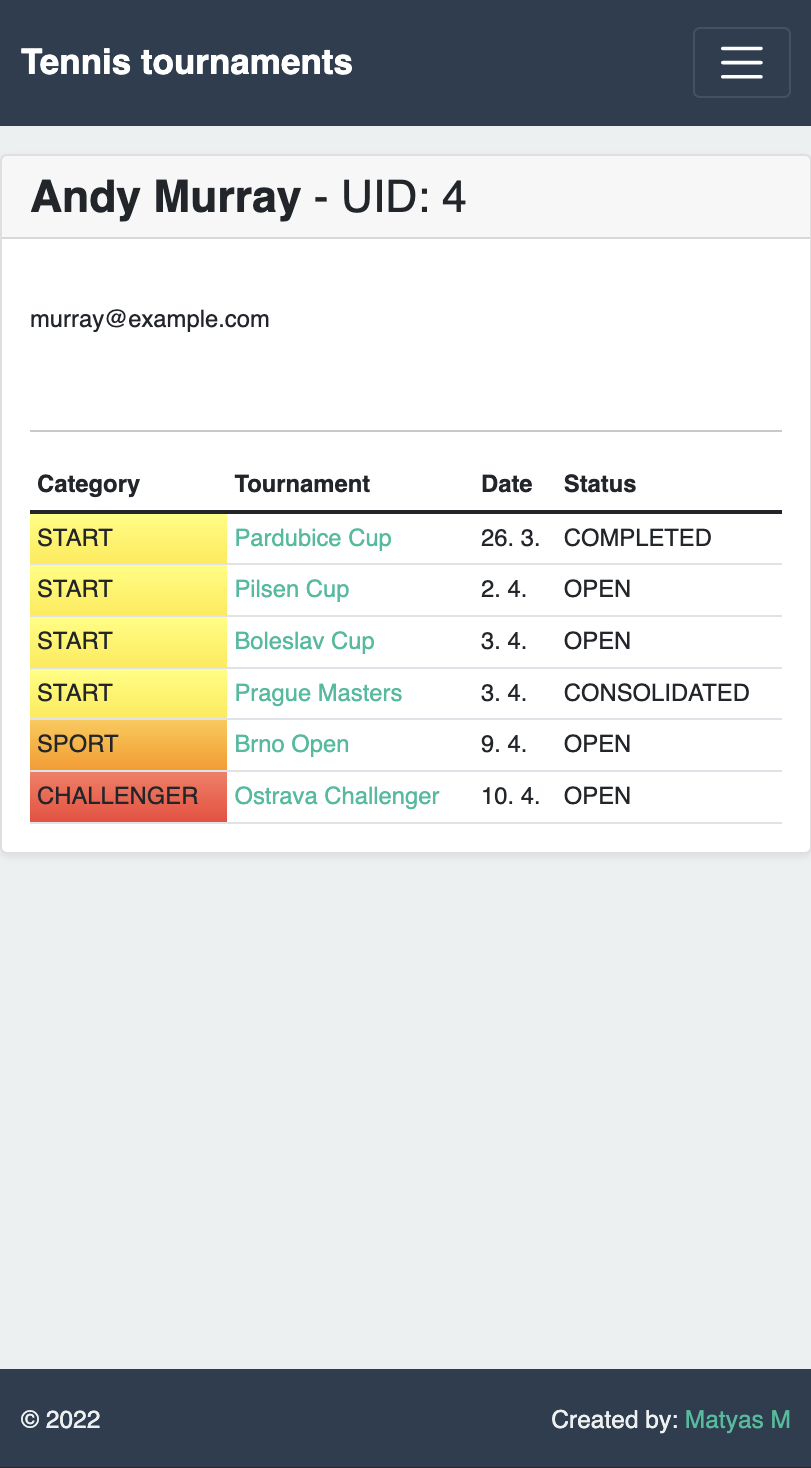 Tennis tournaments
Andy Murray - UID: 4
murray@example.com
Category Tournament Date Status
START Pardubice Cup 26. 3. COMPLETED
START Pilsen Cup 2. 4. OPEN
START Boleslav Cup 3. 4. OPEN
START Prague Masters 3. 4. CONSOLIDATED
SPORT Brno Open 9. 4. OPEN
CHALLENGER Ostrava Challenger 10. 4. OPEN
© 2022 Created by: Matyas M